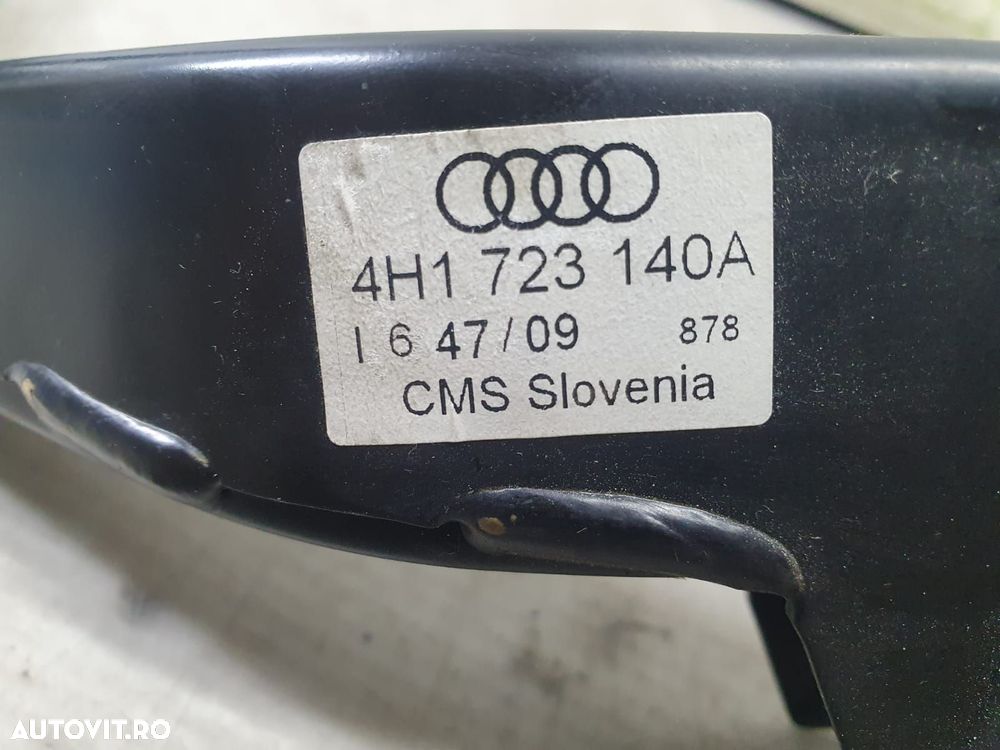 4H1 723 140A
I 6 47/09 878
CMS Slovenia
AUTOVIT.RO